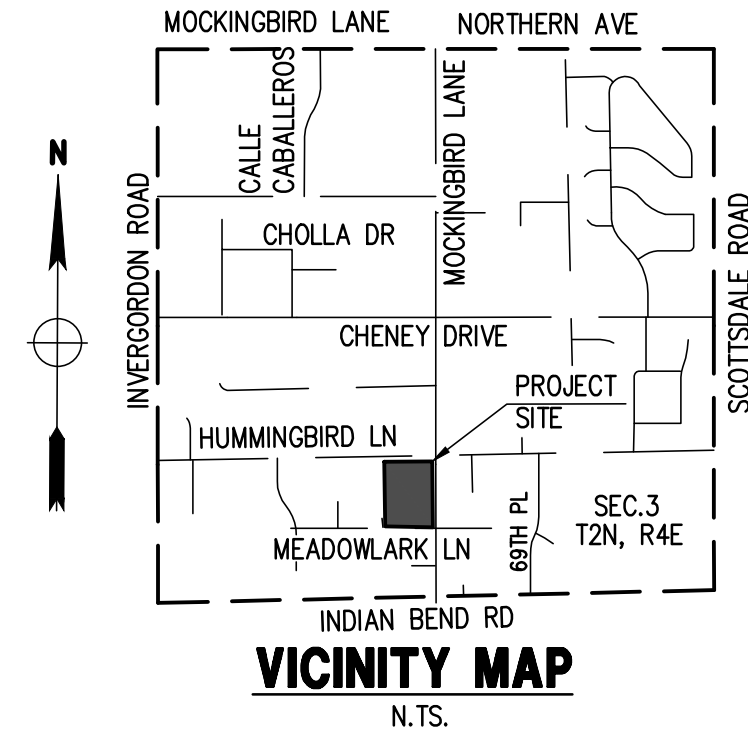 MOCKINGBIRD LANE
NORTHERN AVE
CALLE
CABALLEROS
MOCKINGBIRD LANE
N
INVERGORDON ROAD
SCOTTSDALE ROAD
CHOLLA DR
CHENEY DRIVE
PROJECT
SITE
HUMMINGBIRD LN
69TH PL
SEC.3
T2N, R4E
MEADOWLARK LN
INDIAN BEND RD
VICINITY MAP
N.TS.